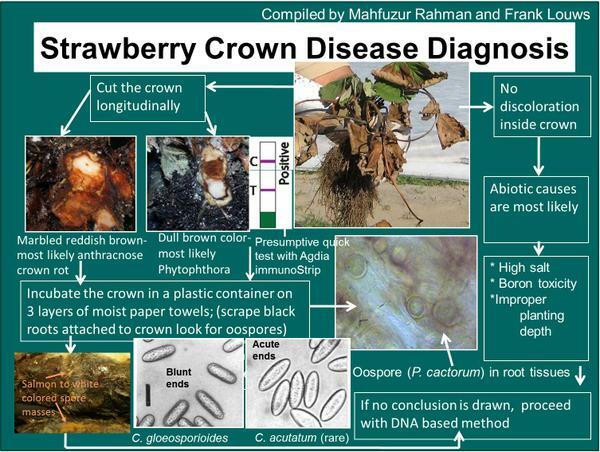 Compiled by Mahfuzur Rahman and Frank Louws
Strawberry Crown Disease Diagnosis
Cut the crown
longitudinally
No
discoloration
inside crown
C
T
Positive
Abiotic causes
are most likely
Marbled reddish brown-
most likely anthracnose
crown rot
Dull brown color-
most likely
Phytophthora
Presumptive quick
test with Agdia
immunoStrip
* High salt
* Boron toxicity
*Improper
planting
depth
Incubate the crown in a plastic container on
3 layers of moist paper towels; (scrape black
roots attached to crown look for oospores)
Oospore (P. cactorum) in root tissues
Salmon to white
colored spore
masses
Blunt
ends
Acute
ends
C. gloeosporioides
C. acutatum (rare)
If no conclusion is drawn, proceed
with DNA based method